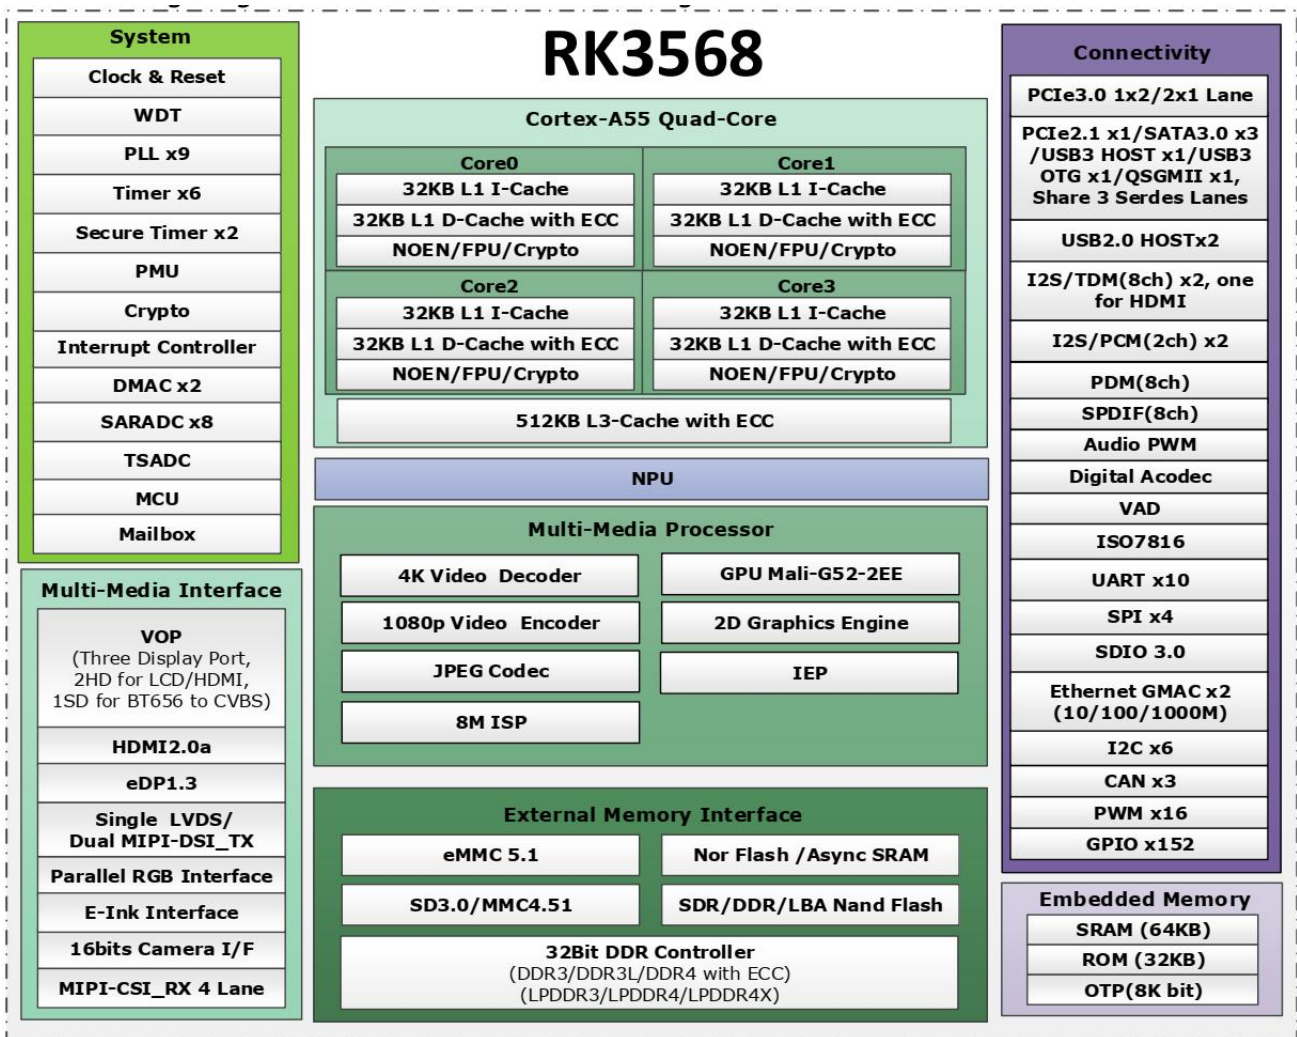 RK3568
System
Clock & Reset
WDT
PLL x9
Timer x6
Secure Timer x2
PMU
Crypto
Interrupt Controller
DMAC x2
SARADC x8
TSADC
MCU
Mailbox
Multi-Media Interface
VOP
(Three Display Port,
2HD for LCD/HDMI,
1SD for BT656 to CVBS)
HDMI2.0a
eDP1.3
Single LVDS/
Dual MIPI-DSI_TX
Parallel RGB Interface
E-Ink Interface
16bits Camera I/F
MIPI-CSI_RX 4 Lane
Cortex-A55 Quad-Core
Core0
32KB L1 I-Cache
32KB L1 D-Cache with ECC
NOEN/FPU/Crypto
Core1
32KB L1 I-Cache
32KB L1 D-Cache with ECC
NOEN/FPU/Crypto
Core2
32KB L1 I-Cache
32KB L1 D-Cache with ECC
NOEN/FPU/Crypto
Core3
32KB L1 I-Cache
32KB L1 D-Cache with ECC
NOEN/FPU/Crypto
512KB L3-Cache with ECC
NPU
Multi-Media Processor
4K Video Decoder
GPU Mali-G52-2EE
1080p Video Encoder
2D Graphics Engine
JPEG Codec
IEP
8M ISP
External Memory Interface
eMMC 5.1
Nor Flash /Async SRAM
SD3.0/MMC4.51
SDR/DDR/LBA Nand Flash
32Bit DDR Controller
(DDR3/DDR3L/DDR4 with ECC)
(LPDDR3/LPDDR4/LPDDR4X)
Connectivity
PCIe3.0 1x2/2x1 Lane
PCIe2.1 x1/SATA3.0 x3
/USB3 HOST x1/USB3
OTG x1/QSGMII x1,
Share 3 Serdes Lanes
USB2.0 HOSTx2
I2S/TDM(8ch) x2, one
for HDMI
I2S/PCM(2ch) x2
PDM(8ch)
SPDIF(8ch)
Audio PWM
Digital Acodec
VAD
ISO7816
UART x10
SPI x4
SDIO 3.0
Ethernet GMAC x2
(10/100/1000M)
I2C x6
CAN x3
PWM x16
GPIO x152
Embedded Memory
SRAM (64KB)
ROM (32KB)
OTP(8K bit)